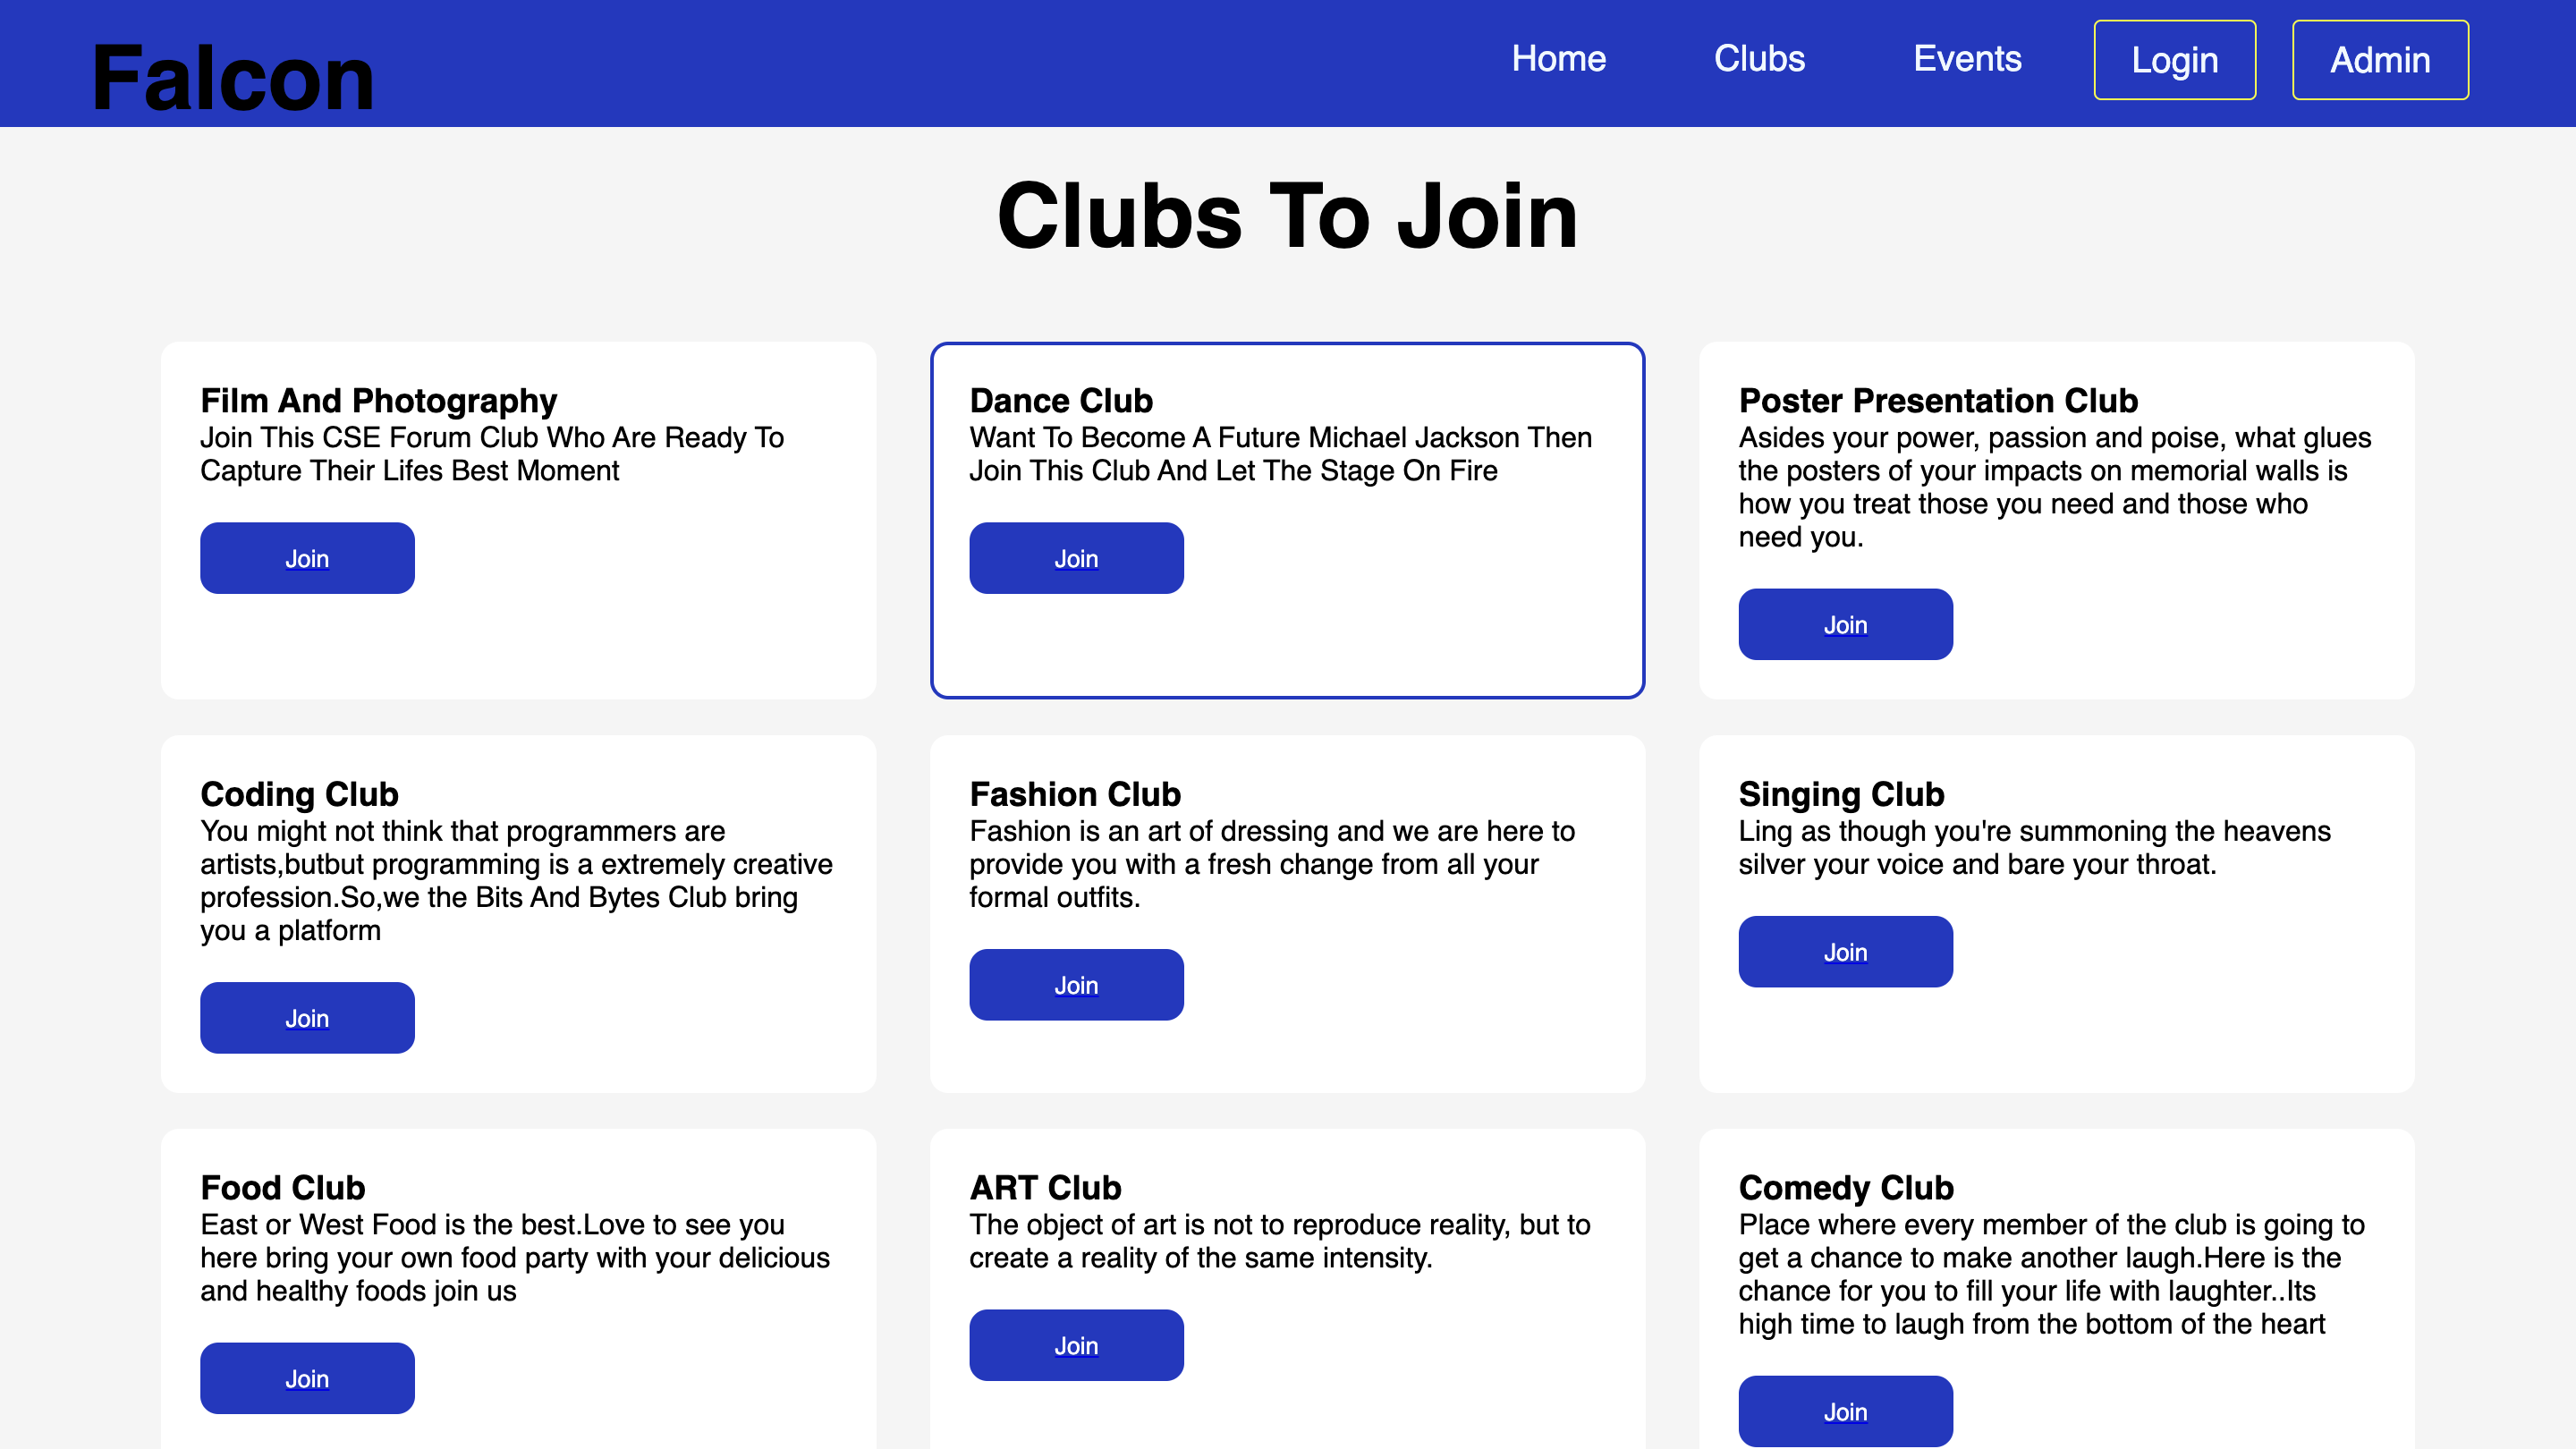 Falcon
Home
Clubs
Events
Login
Admin
Clubs To Join
Film And Photography
Join This CSE Forum Club Who Are Ready To
Capture Their Lifes Best Moment
Join
Dance Club
Want To Become A Future Michael Jackson Then
Join This Club And Let The Stage On Fire
Join
Poster Presentation Club
Asides your power, passion and poise, what glues
the posters of your impacts on memorial walls is
how you treat those you need and those who
need you.
Join
Coding Club
You might not think that programmers are
artists,butbut programming is a extremely creative
profession.So,we the Bits And Bytes Club bring
you a platform
Join
Fashion Club
Fashion is an art of dressing and we are here to
provide you with a fresh change from all your
formal outfits.
Join
Singing Club
Ling as though you're summoning the heavens
silver your voice and bare your throat.
Join
Food Club
East or West Food is the best.Love to see you
here bring your own food party with your delicious
and healthy foods join us
Join
ART Club
The object of art is not to reproduce reality, but to
create a reality of the same intensity.
Join
Comedy Club
Place where every member of the club is going to
get a chance to make another laugh.Here is the
chance for you to fill your life with laughter..Its
high time to laugh from the bottom of the heart
Join